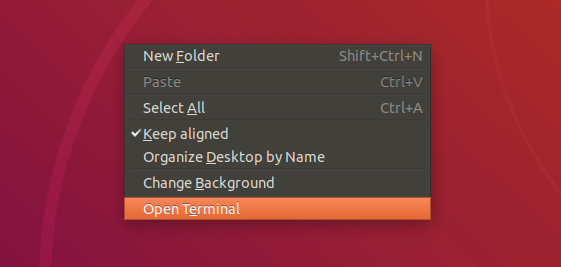 New Folder Shift+Ctrl+N
Paste Ctrl+V
Select All Ctrl+A
Keep aligned
Organize Desktop by Name
Change Background
Open Terminal